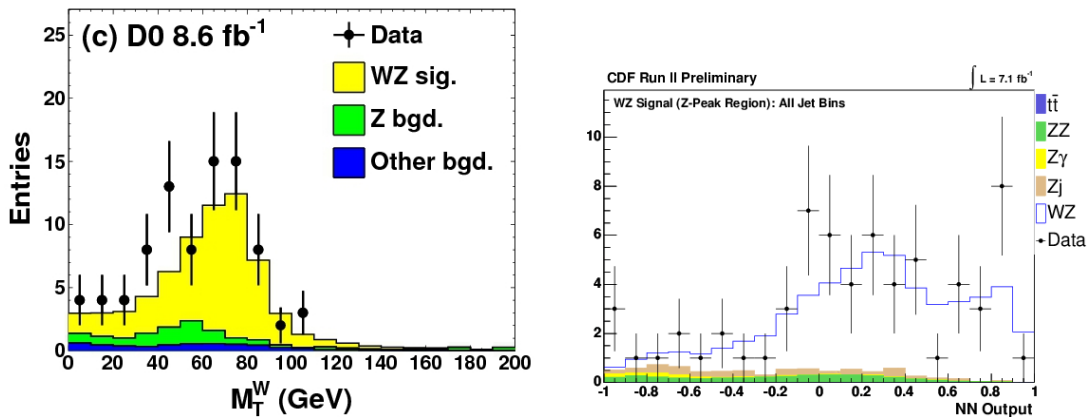 (c) D0 8.6 fb⁻¹
Data
WZ sig.
Z bgd.
Other bgd.
Entries
25
20
15
10
5
0
0 20 40 60 80 100 120 140 160 180 200
M_T^W (GeV)
CDF Run II Preliminary
∫ L = 7.1 fb⁻¹
WZ Signal (Z-Peak Region): All Jet Bins
tt̄
ZZ
Zγ
Zj
WZ
Data
10
8
6
4
2
0
-1 -0.8 -0.6 -0.4 -0.2 0 0.2 0.4 0.6 0.8 1
NN Output